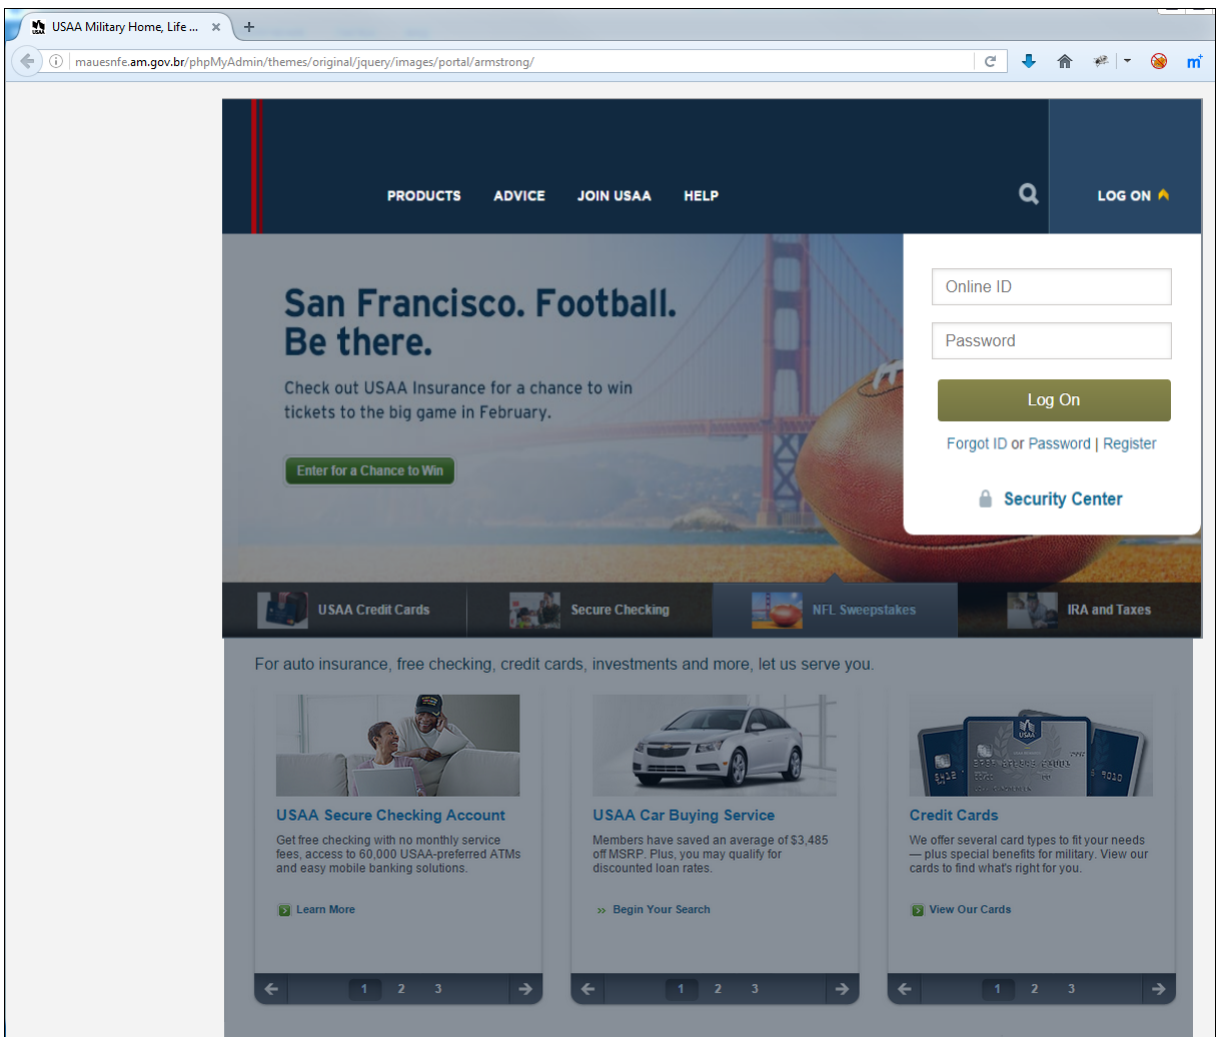 USAA Military Home, Life ...
mauesnfe.am.gov.br/phpMyAdmin/themes/original/jquery/images/portal/armstrong/
PRODUCTS ADVICE JOIN USAA HELP
LOG ON
San Francisco. Football.
Be there.
Check out USAA Insurance for a chance to win
tickets to the big game in February.
Enter for a Chance to Win
Online ID
Password
Log On
Forgot ID or Password | Register
Security Center
USAA Credit Cards
Secure Checking
NFL Sweepstakes
IRA and Taxes
For auto insurance, free checking, credit cards, investments and more, let us serve you.
USAA Secure Checking Account
Get free checking with no monthly service
fees, access to 60,000 USAA-preferred ATMs
and easy mobile banking solutions.
Learn More
1 2 3
USAA Car Buying Service
Members have saved an average of $3,485
off MSRP. Plus, you may qualify for
discounted loan rates.
Begin Your Search
1 2 3
USAA
Credit Cards
We offer several card types to fit your needs
— plus special benefits for military. View our
cards to find what's right for you.
View Our Cards
1 2 3